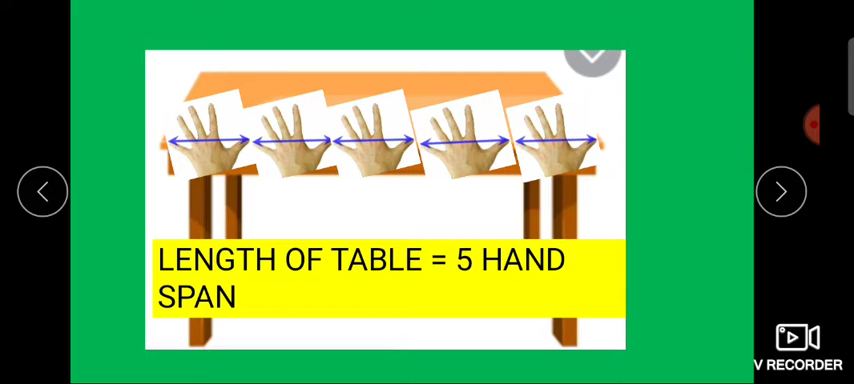 LENGTH OF TABLE = 5 HAND
SPAN
V RECORDER